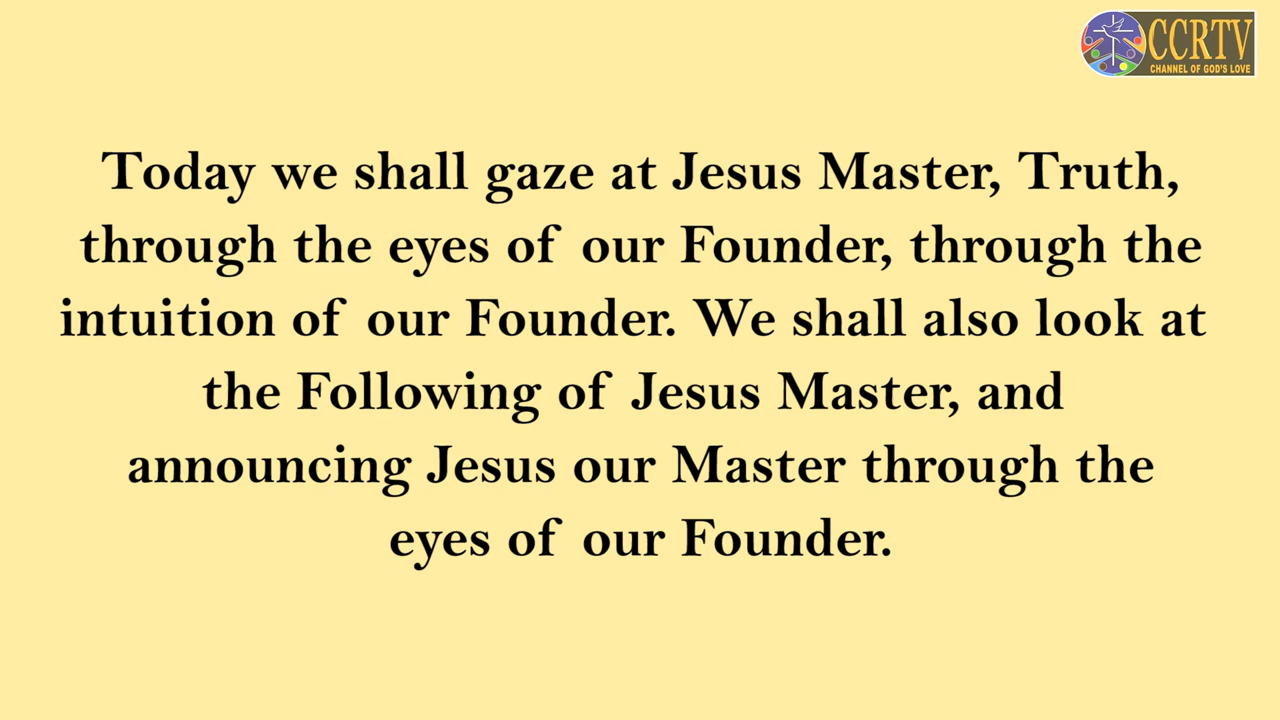 CCRTV
CHANNEL OF GOD'S LOVE
Today we shall gaze at Jesus Master, Truth,
through the eyes of our Founder, through the
intuition of our Founder. We shall also look at
the Following of Jesus Master, and
announcing Jesus our Master through the
eyes of our Founder.